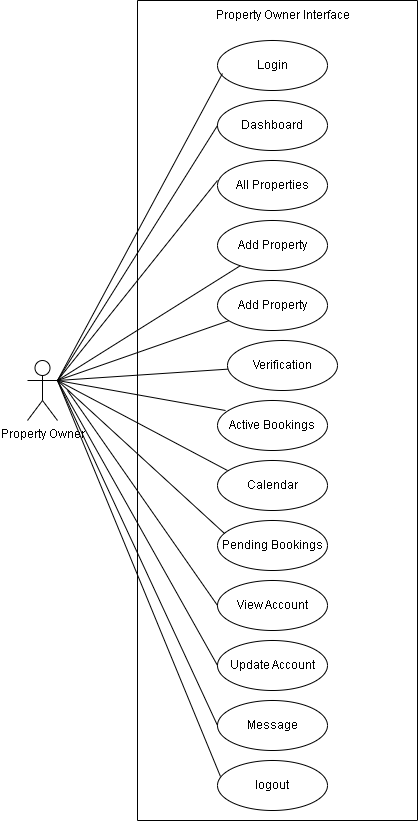 Property Owner Interface
Login
Dashboard
All Properties
Add Property
Add Property
Verification
Active Bookings
Property Owner
Calendar
Pending Bookings
View Account
Update Account
Message
logout